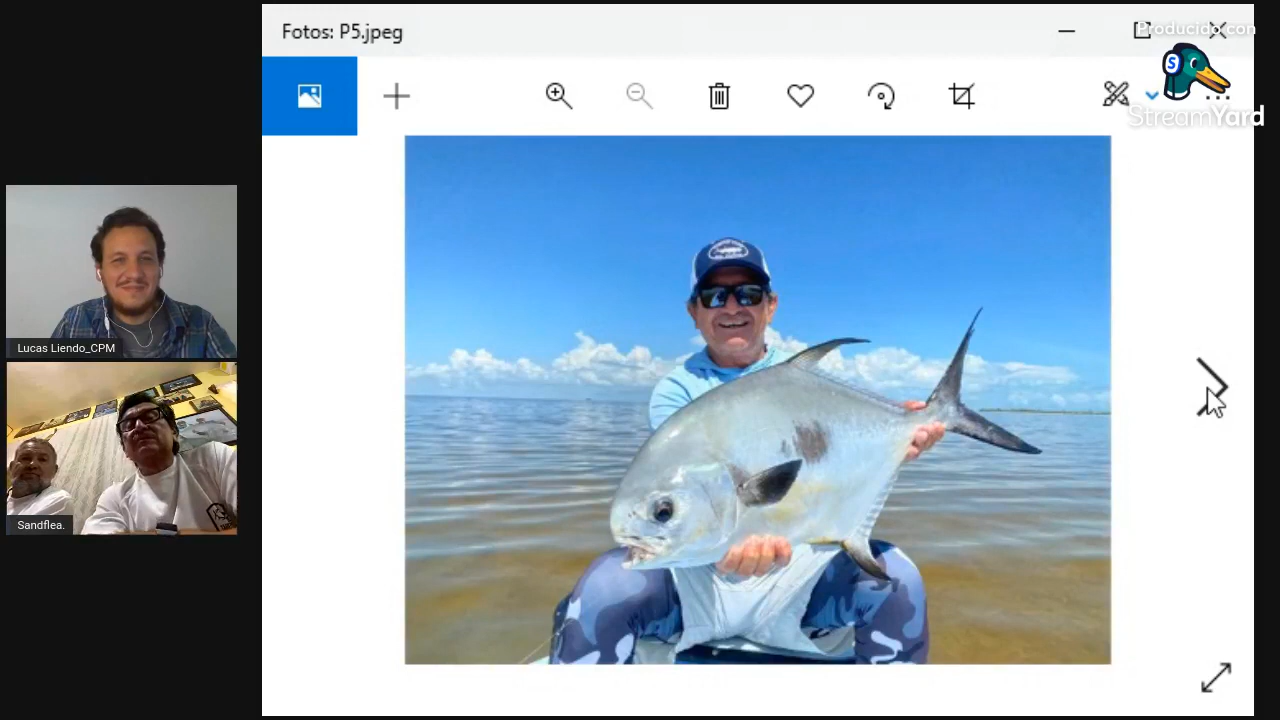 Fotos: P5.jpeg
Producido con
S
StreamYard
Lucas Liendo_CPM
Sandflea.